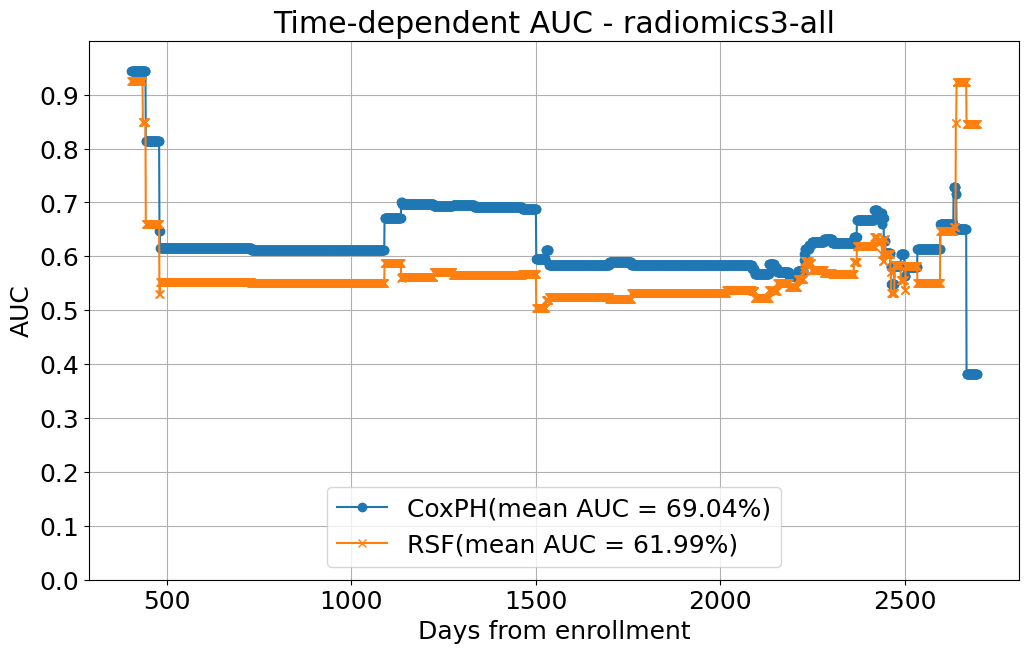 Time-dependent AUC - radiomics3-all
AUC
0.9
0.8
0.7
0.6
0.5
0.4
0.3
0.2
0.1
0.0
CoxPH(mean AUC = 69.04%)
RSF(mean AUC = 61.99%)
500 1000 1500 2000 2500
Days from enrollment